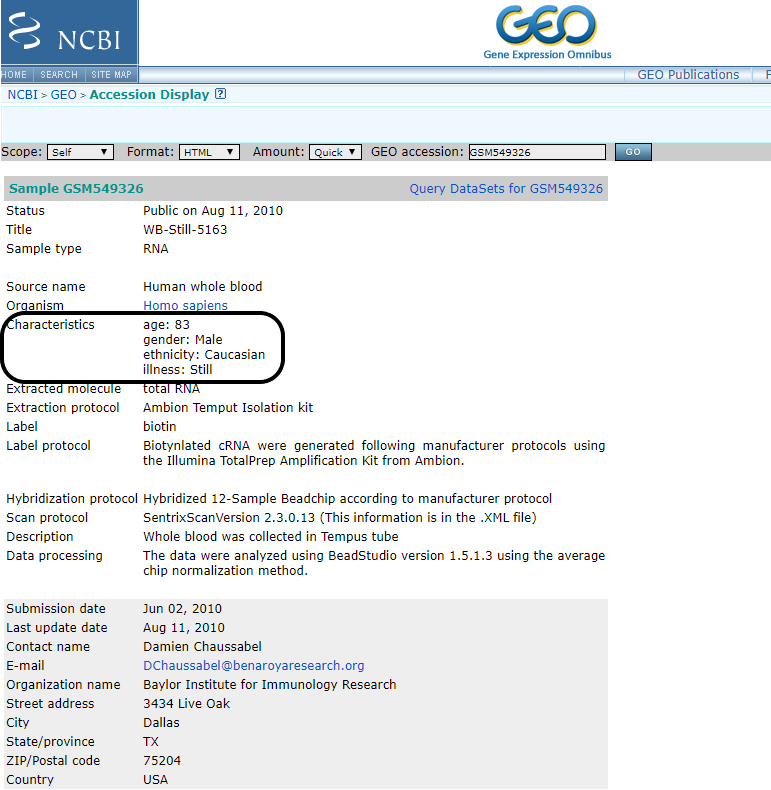 NCBI
GEO
Gene Expression Omnibus
HOME SEARCH SITE MAP GEO Publications F
NCBI > GEO > Accession Display ?
Scope: Self Format: HTML Amount: Quick GEO accession: GSM549326 GO
Sample GSM549326 Query DataSets for GSM549326
Status Public on Aug 11, 2010
Title WB-Still-5163
Sample type RNA
Source name Human whole blood
Organism Homo sapiens
Characteristics age: 83
gender: Male
ethnicity: Caucasian
illness: Still
Extracted molecule total RNA
Extraction protocol Ambion Temput Isolation kit
Label biotin
Label protocol Biotynlated cRNA were generated following manufacturer protocols using
the Illumina TotalPrep Amplification Kit from Ambion.
Hybridization protocol Hybridized 12-Sample Beadchip according to manufacturer protocol
Scan protocol SentrixScanVersion 2.3.0.13 (This information is in the .XML file)
Description Whole blood was collected in Tempus tube
Data processing The data were analyzed using BeadStudio version 1.5.1.3 using the average
chip normalization method.
Submission date Jun 02, 2010
Last update date Aug 11, 2010
Contact name Damien Chaussabel
E-mail DChaussabel@benaroyaresearch.org
Organization name Baylor Institute for Immunology Research
Street address 3434 Live Oak
City Dallas
State/province TX
ZIP/Postal code 75204
Country USA